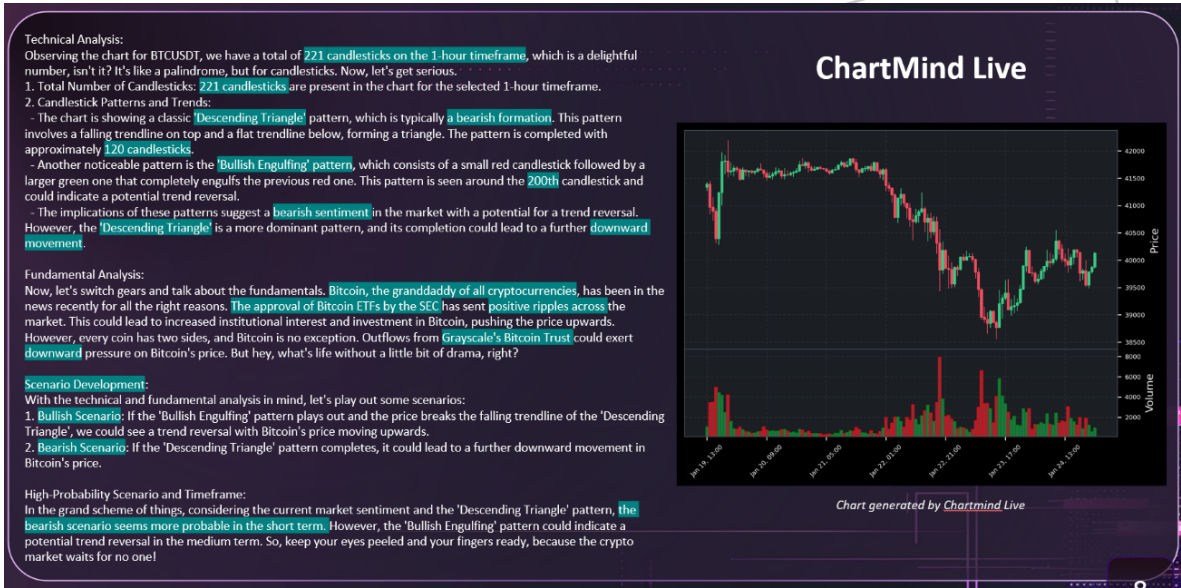 Technical Analysis:
Observing the chart for BTCUSDT, we have a total of 221 candlesticks on the 1-hour timeframe, which is a delightful
number, isn't it? It's like a palindrome, but for candlesticks. Now, let's get serious.
1. Total Number of Candlesticks: 221 candlesticks are present in the chart for the selected 1-hour timeframe.
2. Candlestick Patterns and Trends:
- The chart is showing a classic 'Descending Triangle' pattern, which is typically a bearish formation. This pattern
involves a falling trendline on top and a flat trendline below, forming a triangle. The pattern is completed with
approximately 120 candlesticks.
- Another noticeable pattern is the 'Bullish Engulfing' pattern, which consists of a small red candlestick followed by a
larger green one that completely engulfs the previous red one. This pattern is seen around the 200th candlestick and
could indicate a potential trend reversal.
- The implications of these patterns suggest a bearish sentiment in the market with a potential for a trend reversal.
However, the 'Descending Triangle' is a more dominant pattern, and its completion could lead to a further downward
movement.
Fundamental Analysis:
Now, let's switch gears and talk about the fundamentals. Bitcoin, the granddaddy of all cryptocurrencies, has been in the
news recently for all the right reasons. The approval of Bitcoin ETFs by the SEC has sent positive ripples across the
market. This could lead to increased institutional interest and investment in Bitcoin, pushing the price upwards.
However, every coin has two sides, and Bitcoin is no exception. Outflows from Grayscale's Bitcoin Trust could exert
downward pressure on Bitcoin's price. But hey, what's life without a little bit of drama, right?
Scenario Development:
With the technical and fundamental analysis in mind, let's play out some scenarios:
1. Bullish Scenario: If the 'Bullish Engulfing' pattern plays out and the price breaks the falling trendline of the 'Descending
Triangle', we could see a trend reversal with Bitcoin's price moving upwards.
2. Bearish Scenario: If the 'Descending Triangle' pattern completes, it could lead to a further downward movement in
Bitcoin's price.
High-Probability Scenario and Timeframe:
In the grand scheme of things, considering the current market sentiment and the 'Descending Triangle' pattern, the
bearish scenario seems more probable in the short term. However, the 'Bullish Engulfing' pattern could indicate a
potential trend reversal in the medium term. So, keep your eyes peeled and your fingers ready, because the crypto
market waits for no one!
ChartMind Live
42000
41500
41000
40500
40000
39500
39000
38500
Price
8000
6000
4000
2000
Volume
Jan 19, 13:00
Jan 20, 09:00
Jan 21, 05:00
Jan 22, 01:00
Jan 22, 21:00
Jan 23, 17:00
Jan 24, 13:00
Chart generated by Chartmind Live